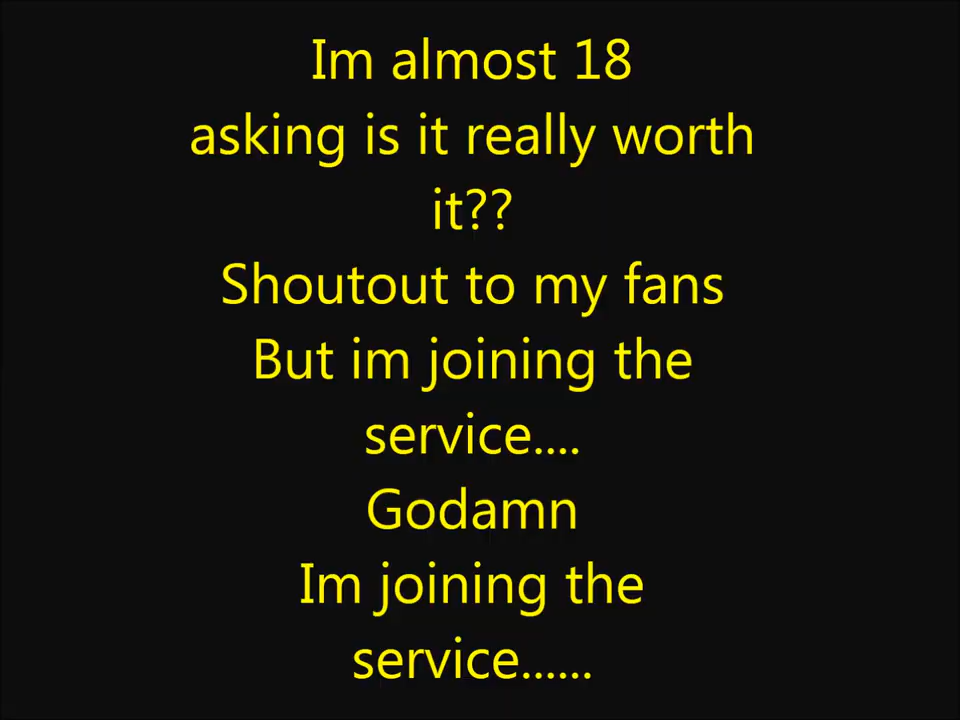 Im almost 18
asking is it really worth
it??
Shoutout to my fans
But im joining the
service....
Godamn
Im joining the
service......